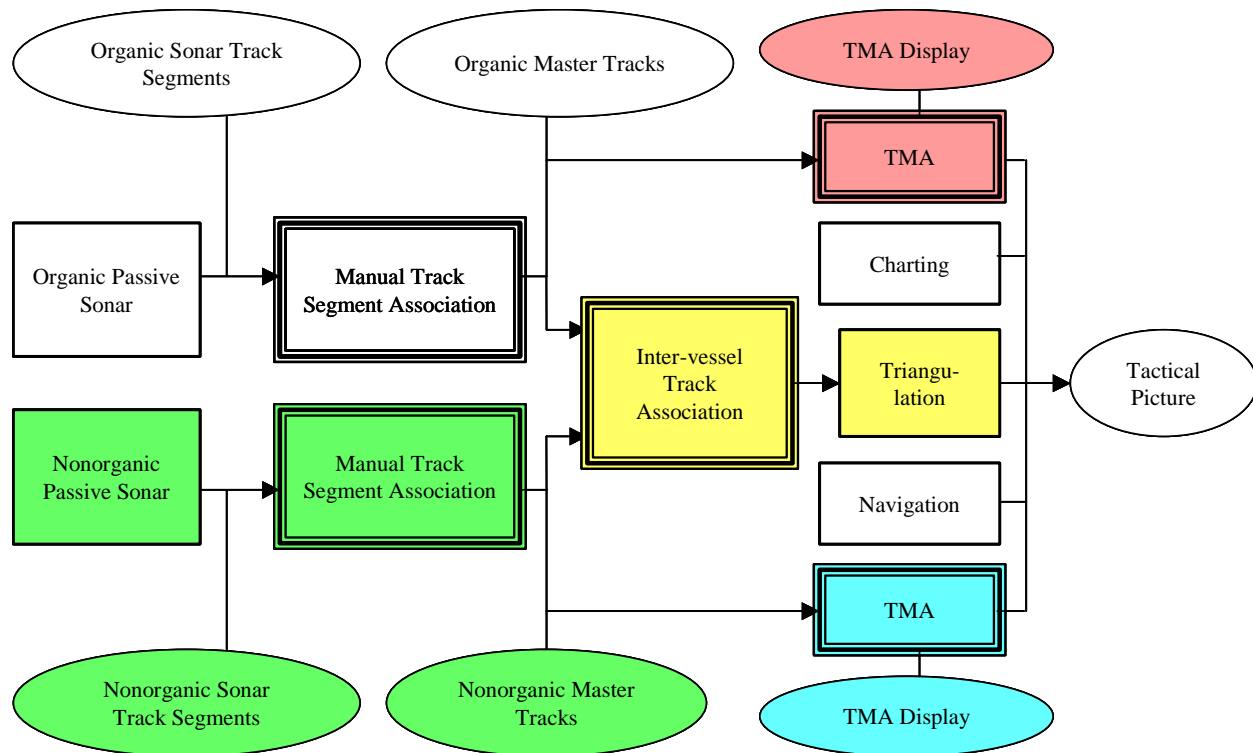 Organic Sonar Track
Segments
Organic Master Tracks
TMA Display
TMA
Organic Passive
Sonar
Manual Track
Segment Association
Charting
Inter-vessel
Track
Association
Triangu-
lation
Tactical
Picture
Nonorganic
Passive Sonar
Manual Track
Segment Association
Navigation
TMA
Nonorganic Sonar
Track Segments
Nonorganic Master
Tracks
TMA Display